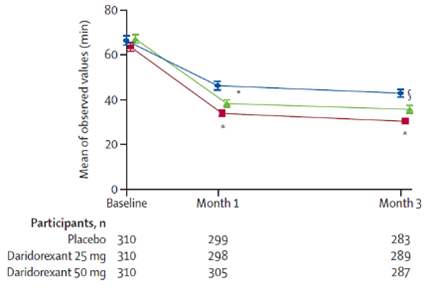 Mean of observed values (min)
80
60
40
20
0
*
*
§
*
Baseline Month 1 Month 3
Participants, n
Placebo 310 299 283
Daridorexant 25 mg 310 298 289
Daridorexant 50 mg 310 305 287